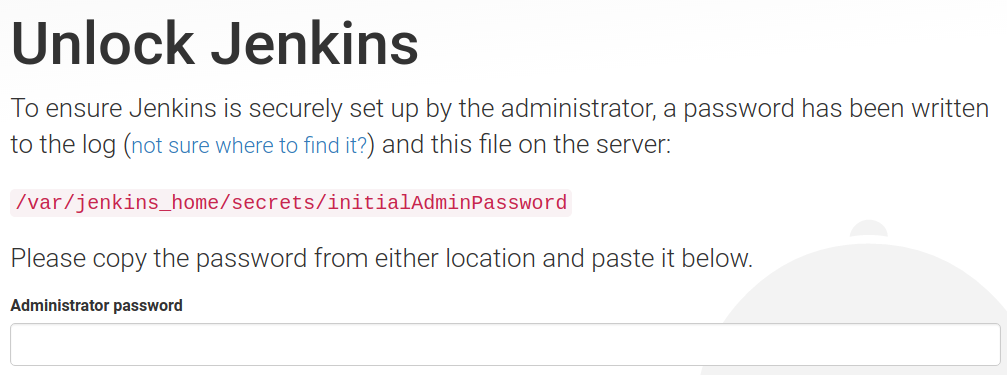 Unlock Jenkins
To ensure Jenkins is securely set up by the administrator, a password has been written
to the log (not sure where to find it?) and this file on the server:
/var/jenkins_home/secrets/initialAdminPassword
Please copy the password from either location and paste it below.
Administrator password